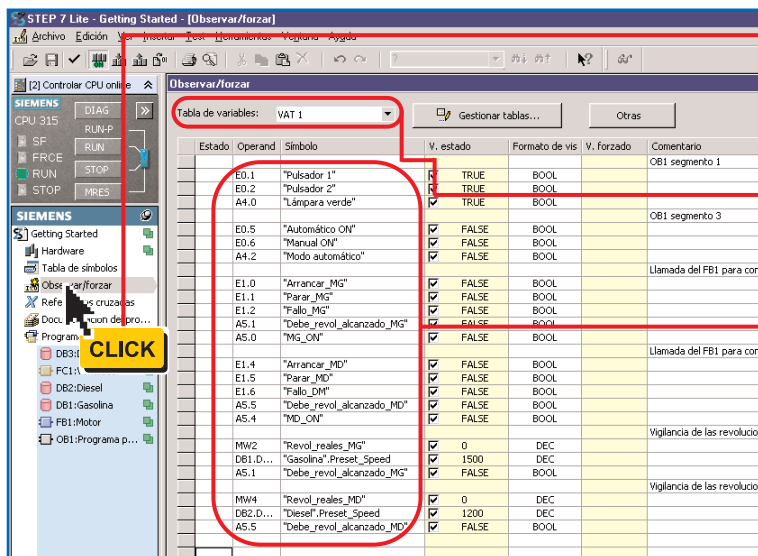 STEP 7 Lite - Getting Started - [Observar/forzar]
Archivo Edición Ver Insertar Test Herramientas Ventana Ayuda
[2] Controlar CPU online
SIEMENS
CPU 315
DIAG
RUN-P
SF
RUN
FRCE
RUN
STOP
STOP
MRES
SIEMENS
Getting Started
Hardware
Tabla de símbolos
Observar/forzar
cruzadas
Programa
CLICK
FC1:
DB2:Diesel
DB1:Gasolina
FB1:Motor
OB1:Programa p...
Observar/forzar
Tabla de variables: VAT 1 Gestionar tablas... Otras
Estado Operand Símbolo V. estado Formato de vis V. forzado Comentario
OB1 segmento 1
E0.1 "Pulsador 1" TRUE BOOL
E0.2 "Pulsador 2" TRUE BOOL
A4.0 "Lámpara verde" TRUE BOOL
OB1 segmento 3
E0.5 "Automático ON" FALSE BOOL
E0.6 "Manual ON" FALSE BOOL
A4.2 "Modo automático" FALSE BOOL
Llamada del FB1 para con
E1.0 "Arrancar_MG" FALSE BOOL
E1.1 "Parar_MG" FALSE BOOL
E1.2 "Fallo_MG" FALSE BOOL
A5.1 "Debe_revol_alcanzado_MG" FALSE BOOL
A5.0 "MG_ON" FALSE BOOL
Llamada del FB1 para con
E1.4 "Arrancar_MD" FALSE BOOL
E1.5 "Parar_MD" FALSE BOOL
E1.6 "Fallo_DM" FALSE BOOL
A5.5 "Debe_revol_alcanzado_MD" FALSE BOOL
A5.4 "MD_ON" FALSE BOOL
Vigilancia de las revolucio
MW2 "Revol_reales_MG" 0 DEC
DB1.D... "Gasolina".Preset_Speed 1500 DEC
A5.1 "Debe_revol_alcanzado_MG" FALSE BOOL
Vigilancia de las revolucio
MW4 "Revol_reales_MD" 0 DEC
DB2.D... "Diesel".Preset_Speed 1200 DEC
A5.5 "Debe_revol_alcanzado_MD" FALSE BOOL